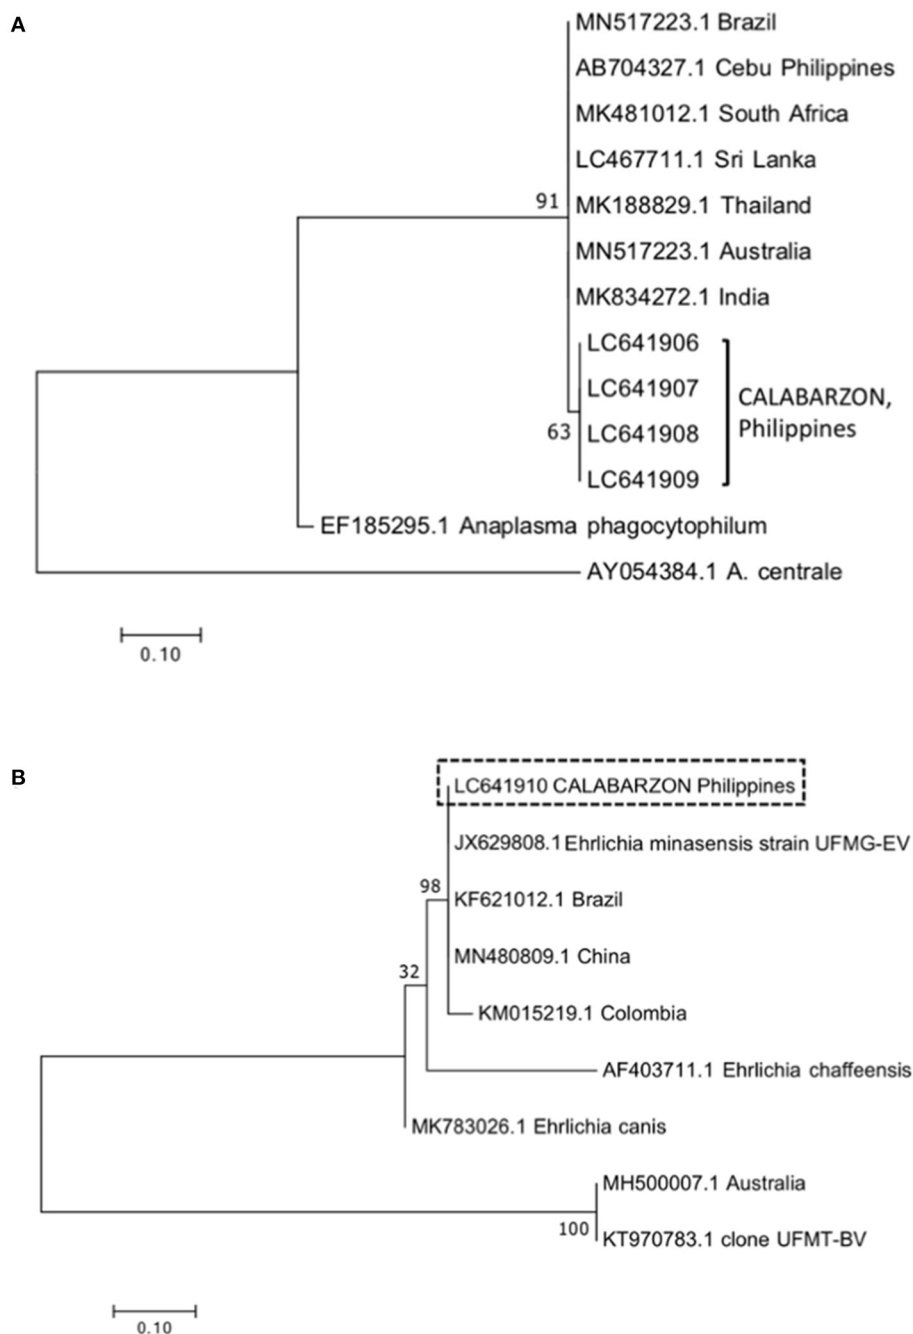 A
MN517223.1 Brazil
AB704327.1 Cebu Philippines
MK481012.1 South Africa
LC467711.1 Sri Lanka
91
MK188829.1 Thailand
MN517223.1 Australia
MK834272.1 India
LC641906
LC641907
CALABARZON,
Philippines
63
LC641908
LC641909
EF185295.1 Anaplasma phagocytophilum
AY054384.1 A. centrale
0.10
B
LC641910 CALABARZON Philippines
JX629808.1 Ehrlichia minasensis strain UFMG-EV
98
KF621012.1 Brazil
MN480809.1 China
32
KM015219.1 Colombia
AF403711.1 Ehrlichia chaffeensis
MK783026.1 Ehrlichia canis
MH500007.1 Australia
100
KT970783.1 clone UFMT-BV
0.10